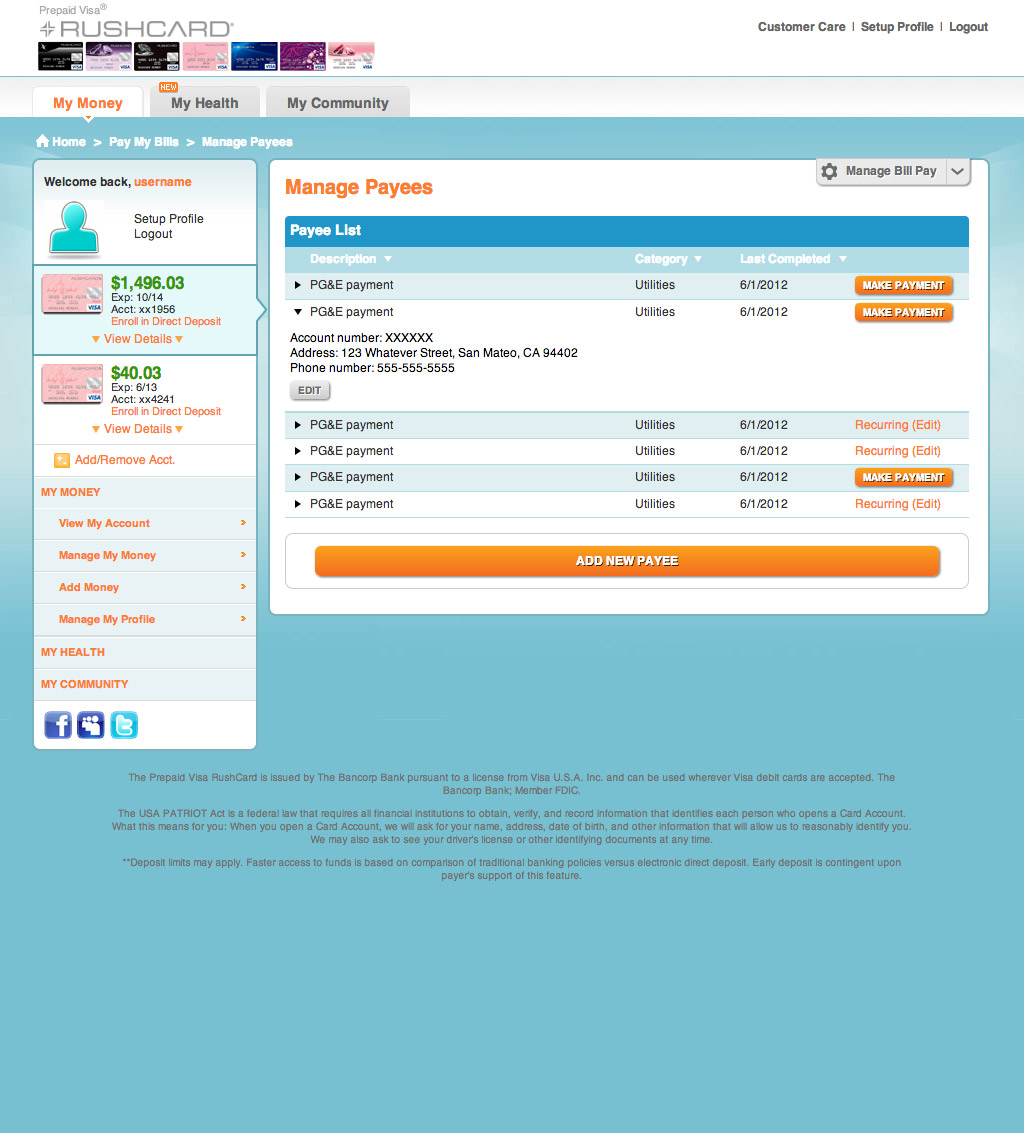 Prepaid Visa®
RUSHCARD®
Customer Care | Setup Profile | Logout
NEW
My Money
My Health
My Community
Home > Pay My Bills > Manage Payees
Welcome back, username
Setup Profile
Logout
RUSHCARD
VISA
$1,496.03
Exp: 10/14
Acct: xx1956
Enroll in Direct Deposit
View Details
RUSHCARD
VISA
$40.03
Exp: 6/13
Acct: xx4241
Enroll in Direct Deposit
View Details
Add/Remove Acct.
MY MONEY
View My Account >
Manage My Money >
Add Money >
Manage My Profile >
MY HEALTH
MY COMMUNITY
Manage Bill Pay
Manage Payees
Payee List
Description Category Last Completed
PG&E payment Utilities 6/1/2012 MAKE PAYMENT
PG&E payment Utilities 6/1/2012 MAKE PAYMENT
Account number: XXXXXX
Address: 123 Whatever Street, San Mateo, CA 94402
Phone number: 555-555-5555
EDIT
PG&E payment Utilities 6/1/2012 Recurring (Edit)
PG&E payment Utilities 6/1/2012 Recurring (Edit)
PG&E payment Utilities 6/1/2012 MAKE PAYMENT
PG&E payment Utilities 6/1/2012 Recurring (Edit)
ADD NEW PAYEE
The Prepaid Visa RushCard is issued by The Bancorp Bank pursuant to a license from Visa U.S.A. Inc. and can be used wherever Visa debit cards are accepted. The
Bancorp Bank; Member FDIC.
The USA PATRIOT Act is a federal law that requires all financial institutions to obtain, verify, and record information that identifies each person who opens a Card Account.
What this means for you: When you open a Card Account, we will ask for your name, address, date of birth, and other information that will allow us to reasonably identify you.
We may also ask to see your driver's license or other identifying documents at any time.
**Deposit limits may apply. Faster access to funds is based on comparison of traditional banking policies versus electronic direct deposit. Early deposit is contingent upon
payer's support of this feature.